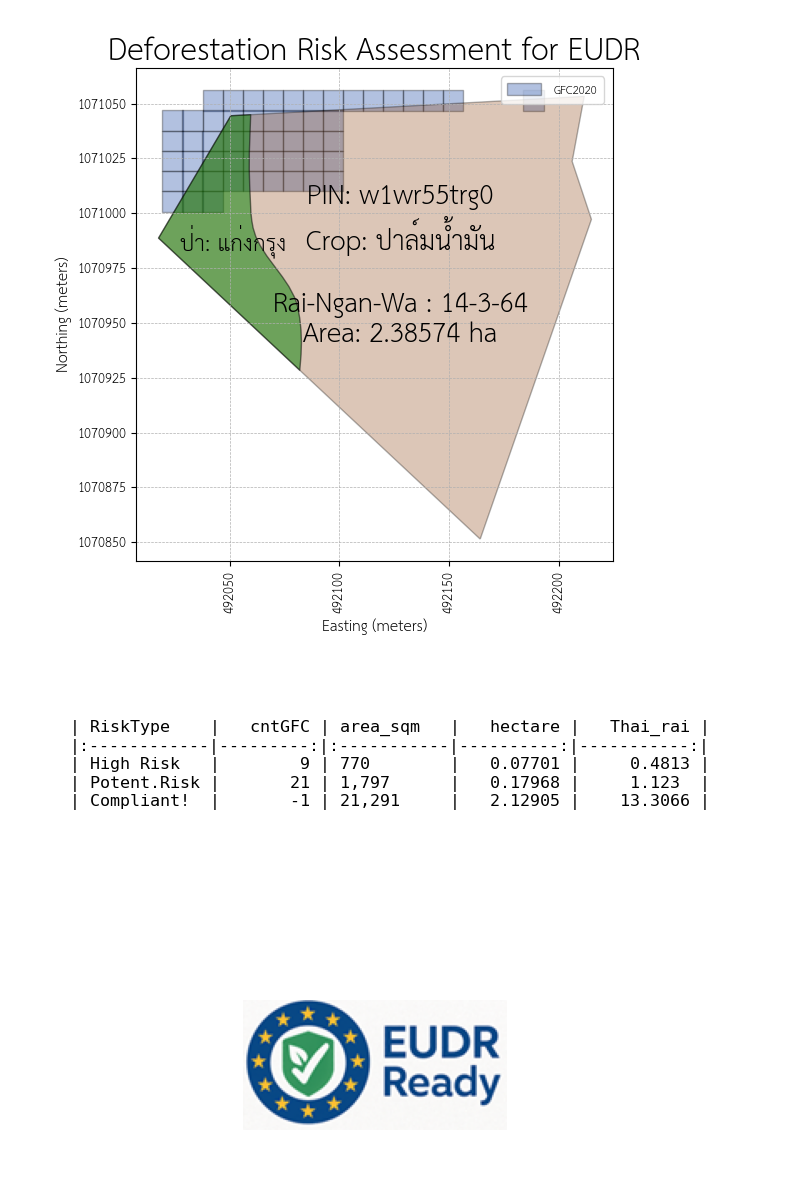 Deforestation Risk Assessment for EUDR
GFC2020
1071050
1071025
1071000
1070975
1070950
1070925
1070900
1070875
1070850
Northing (meters)
PIN: w1wr55trg0
ป่า: แก่งกรุง
Crop: ปาล์มน้ำมัน
Rai-Ngan-Wa : 14-3-64
Area: 2.38574 ha
492050
492100
492150
492200
Easting (meters)
| RiskType    |   cntGFC | area_sqm   |   hectare |   Thai_rai |
|:------------|---------:|:-----------|----------:|-----------:|
| High Risk   |        9 | 770        |   0.07701 |     0.4813 |
| Potent.Risk |       21 | 1,797      |   0.17968 |     1.123  |
| Compliant!  |       -1 | 21,291     |   2.12905 |    13.3066 |
EUDR
Ready